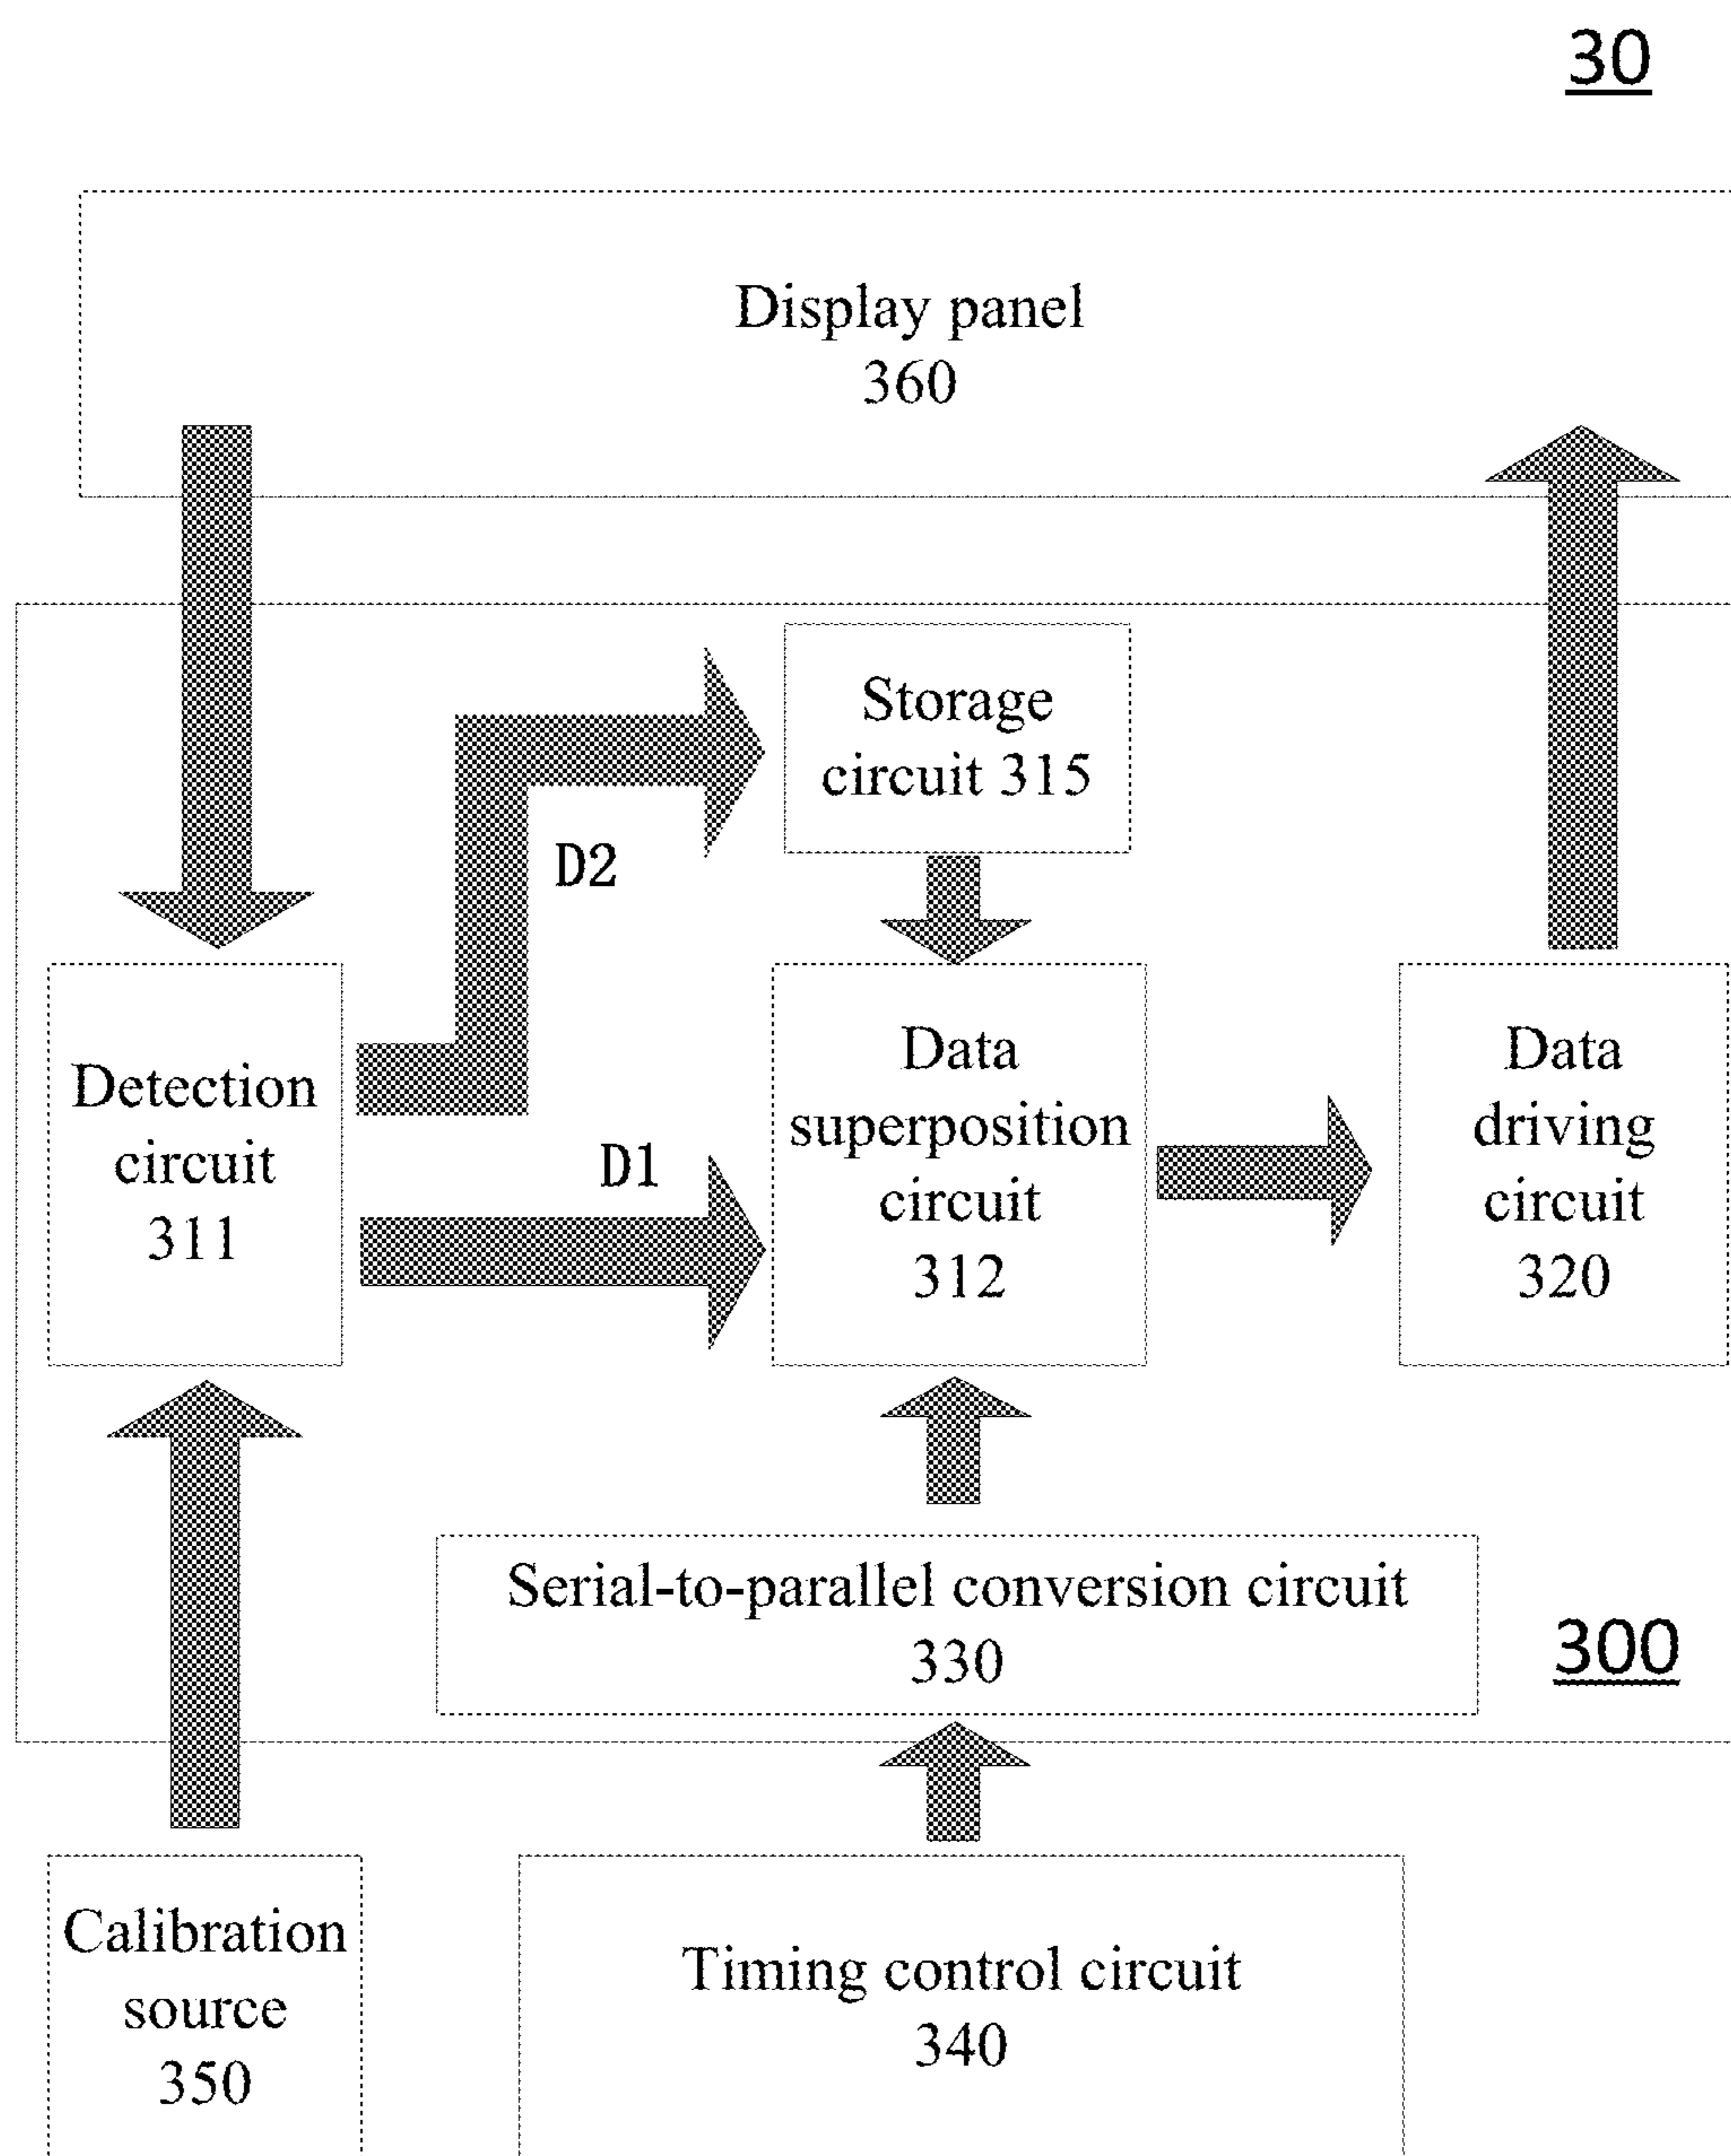 30
Display panel
360
Storage
circuit 315
D2
Detection
circuit
311
D1
Data
superposition
circuit
312
Data
driving
circuit
320
Serial-to-parallel conversion circuit
330
300
Calibration
source
350
Timing control circuit
340